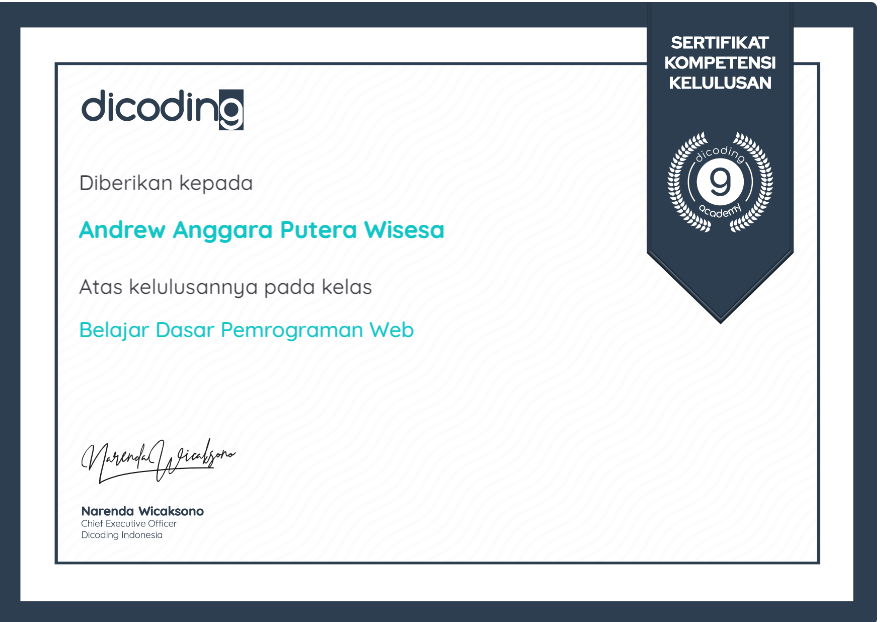 SERTIFIKAT
KOMPETENSI
KELULUSAN
dicoding
dicoding
9
academy
Diberikan kepada
Andrew Anggara Putera Wisesa
Atas kelulusannya pada kelas
Belajar Dasar Pemrograman Web
Narenda Wicaksono
Narenda Wicaksono
Chief Executive Officer
Dicoding Indonesia